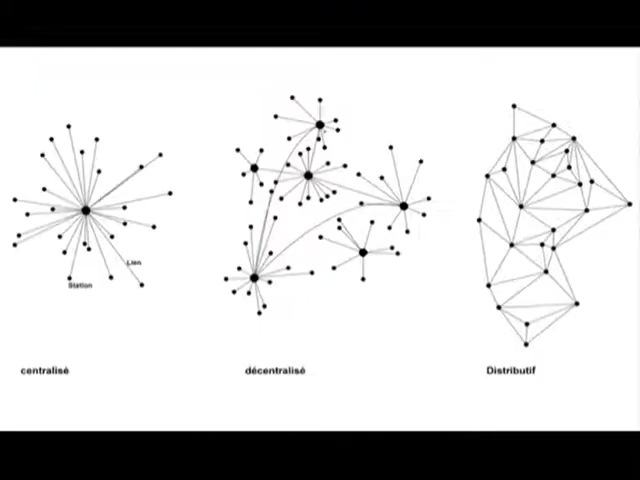 Lien
Station
centralisé
décentralisé
Distributif